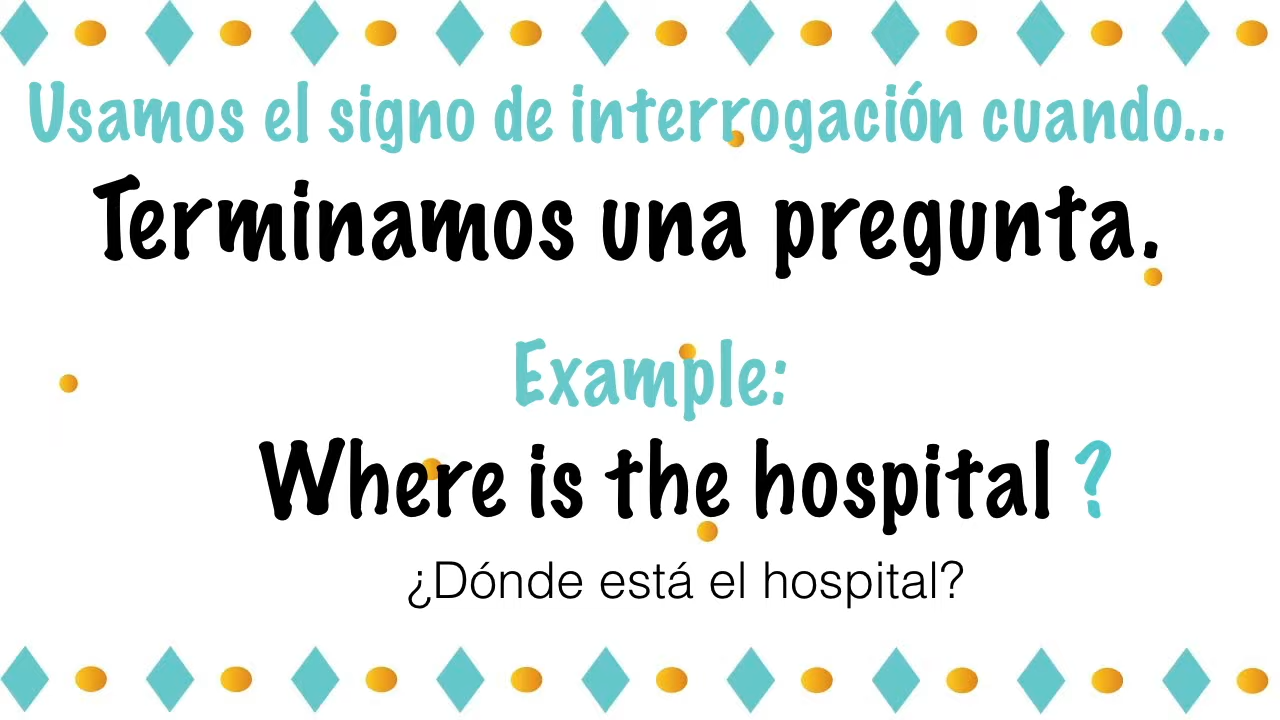 Usamos el signo de interrogación cuando...
Terminamos una pregunta.
Example:
Where is the hospital ?
¿Dónde está el hospital?